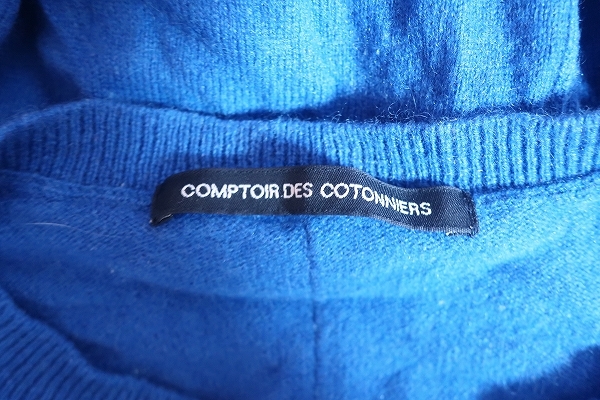 COMPTOIR DES COTONNIERS